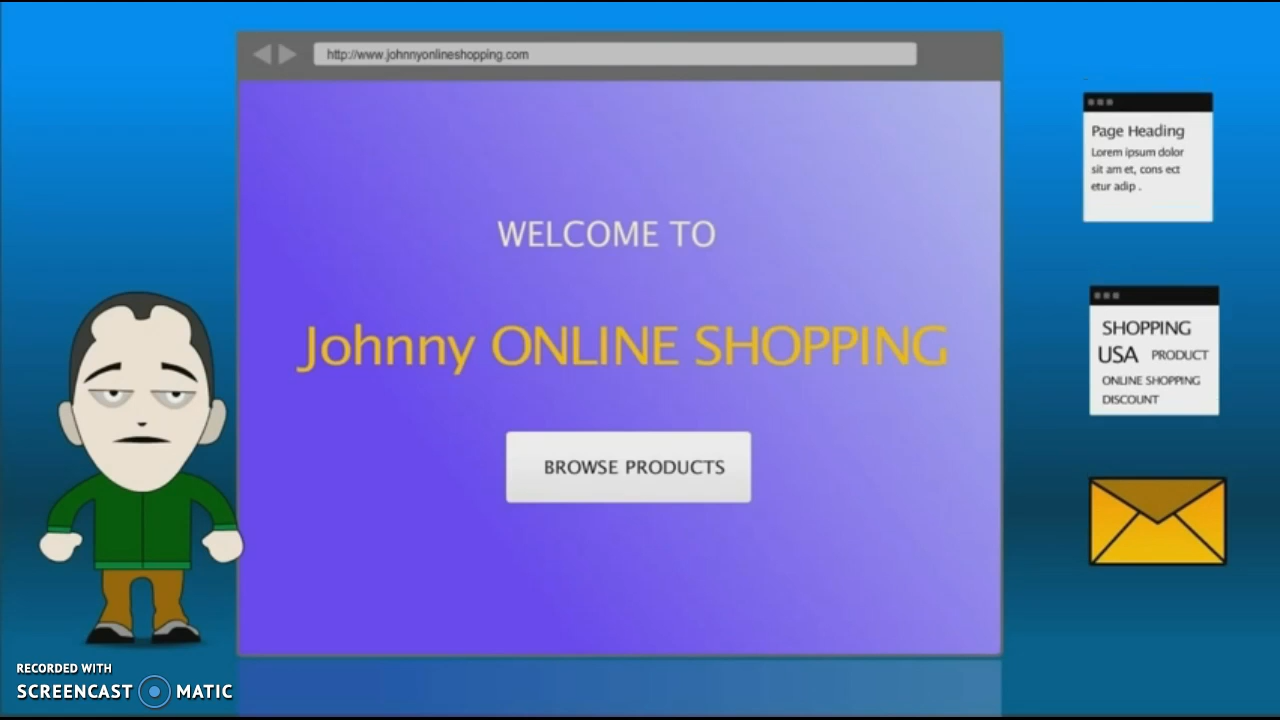 http://www.johnnyonlineshopping.com
WELCOME TO
Johnny ONLINE SHOPPING
BROWSE PRODUCTS
Page Heading
Lorem ipsum dolor
sit am et, cons ect
etur adip .
SHOPPING
USA PRODUCT
ONLINE SHOPPING
DISCOUNT
RECORDED WITH
SCREENCAST MATIC